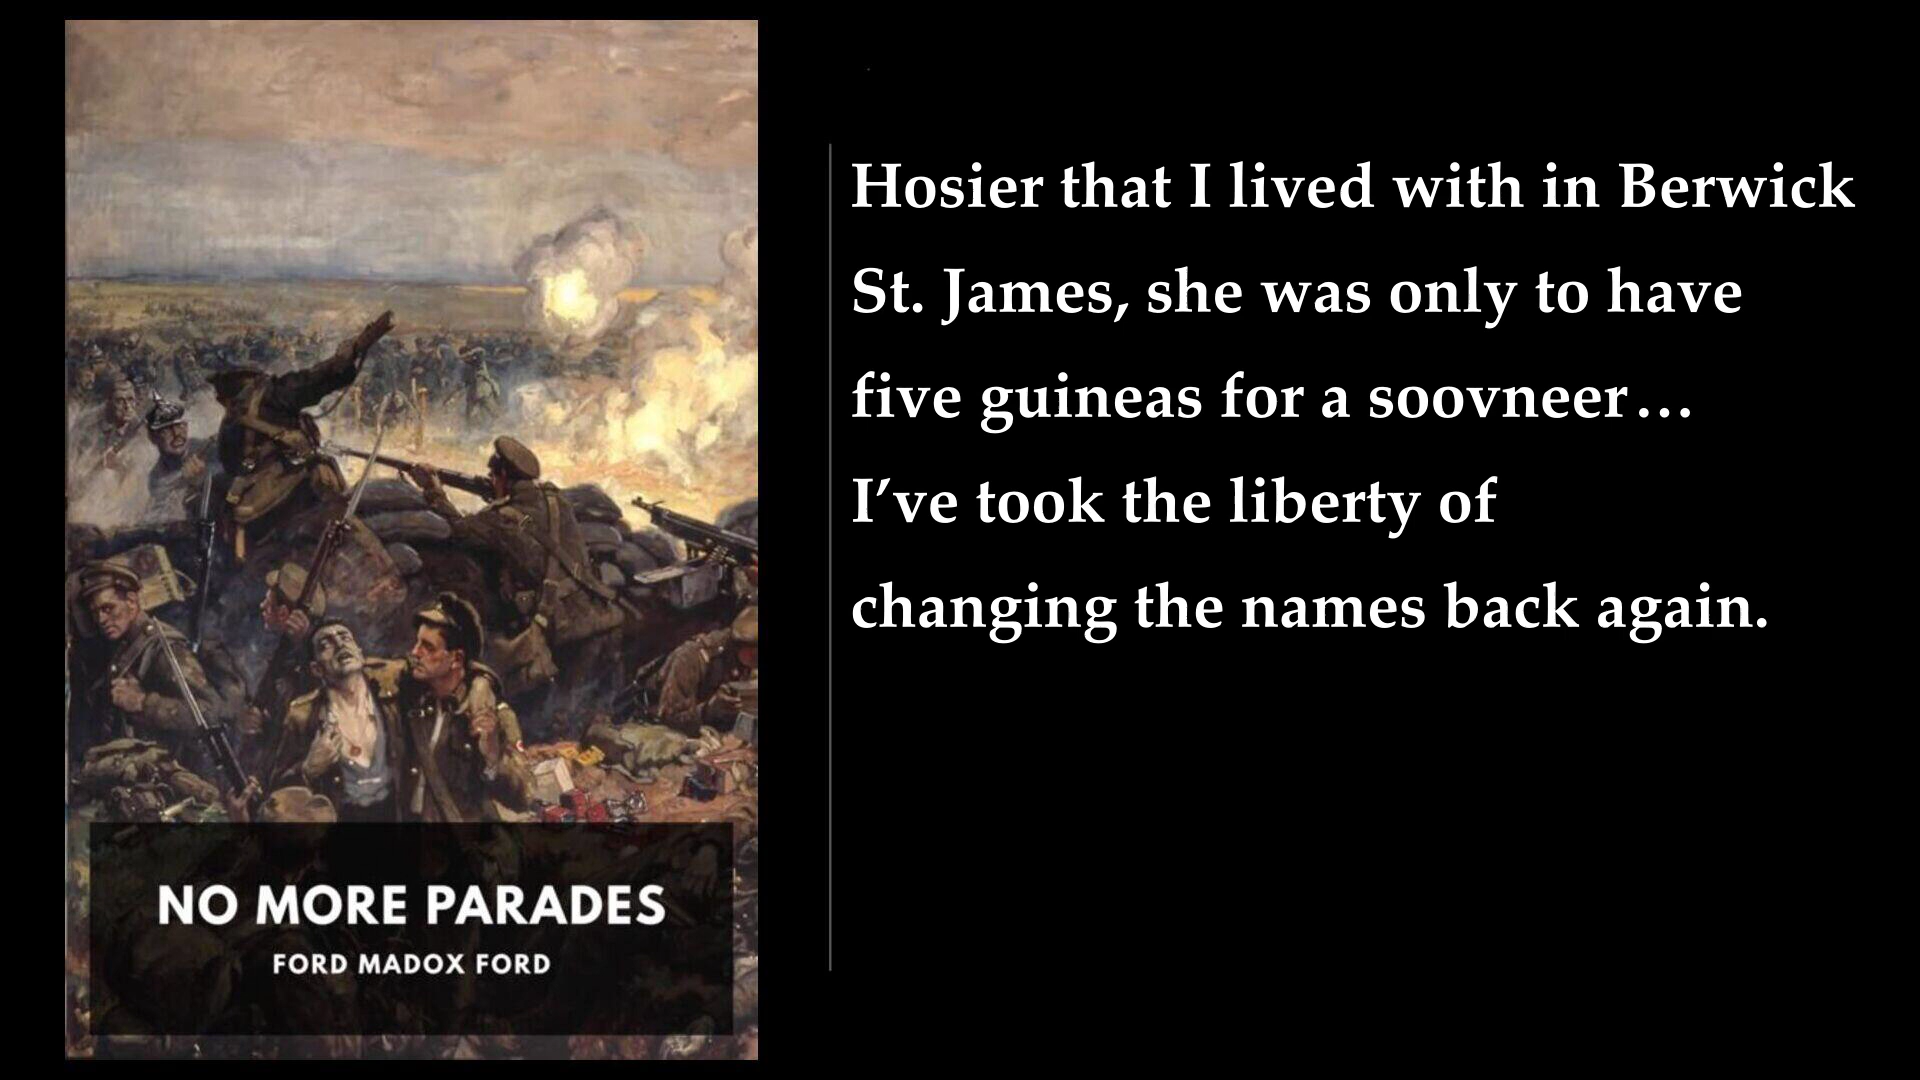 Hosier that I lived with in Berwick
St. James, she was only to have
five guineas for a soovneer…
I’ve took the liberty of
changing the names back again.
NO MORE PARADES
FORD MADOX FORD